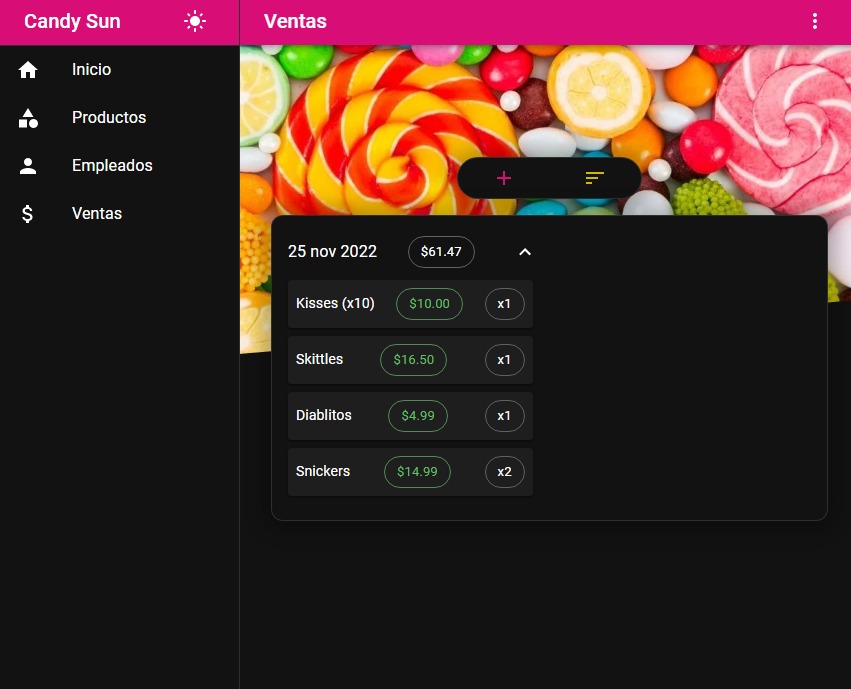 Candy Sun
Ventas
Inicio
Productos
Empleados
Ventas
25 nov 2022 $61.47
Kisses (x10) $10.00 x1
Skittles $16.50 x1
Diablitos $4.99 x1
Snickers $14.99 x2